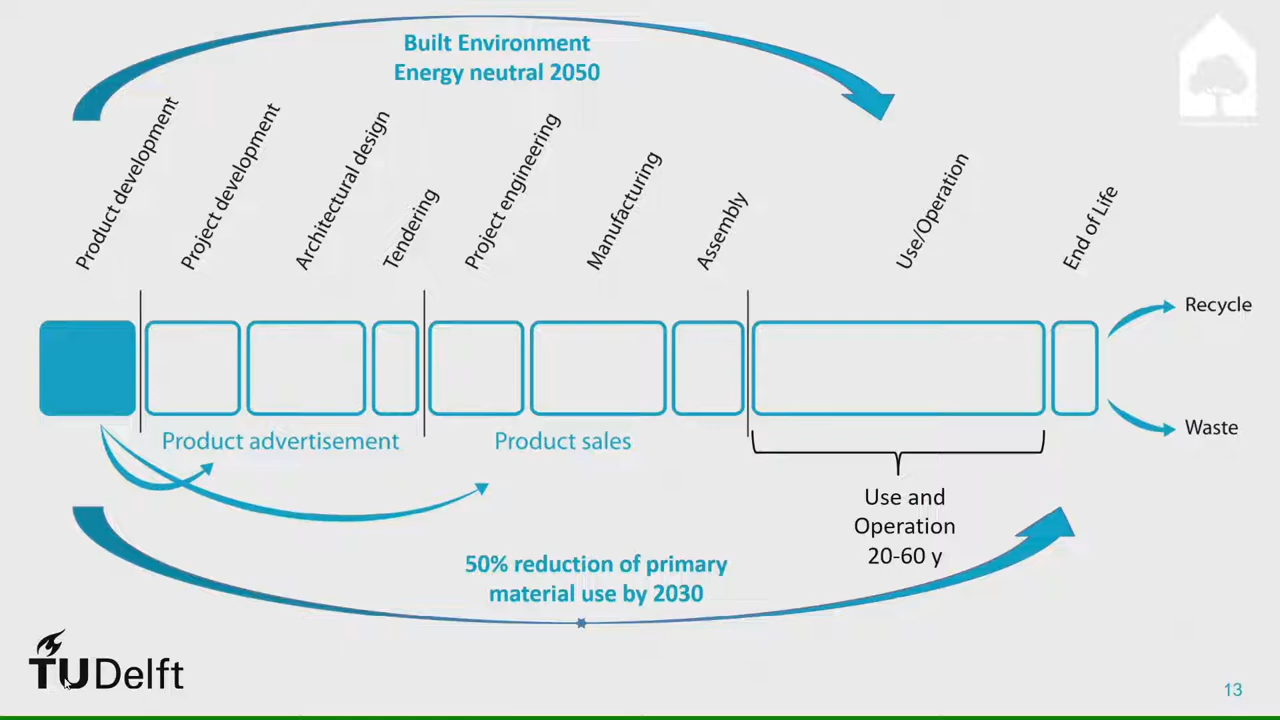 Built Environment
Energy neutral 2050
Product development
Project development
Architectural design
Tendering
Project engineering
Manufacturing
Assembly
Use/Operation
End of Life
Recycle
Waste
Product advertisement
Product sales
Use and
Operation
20-60 y
50% reduction of primary
material use by 2030
TUDelft
13